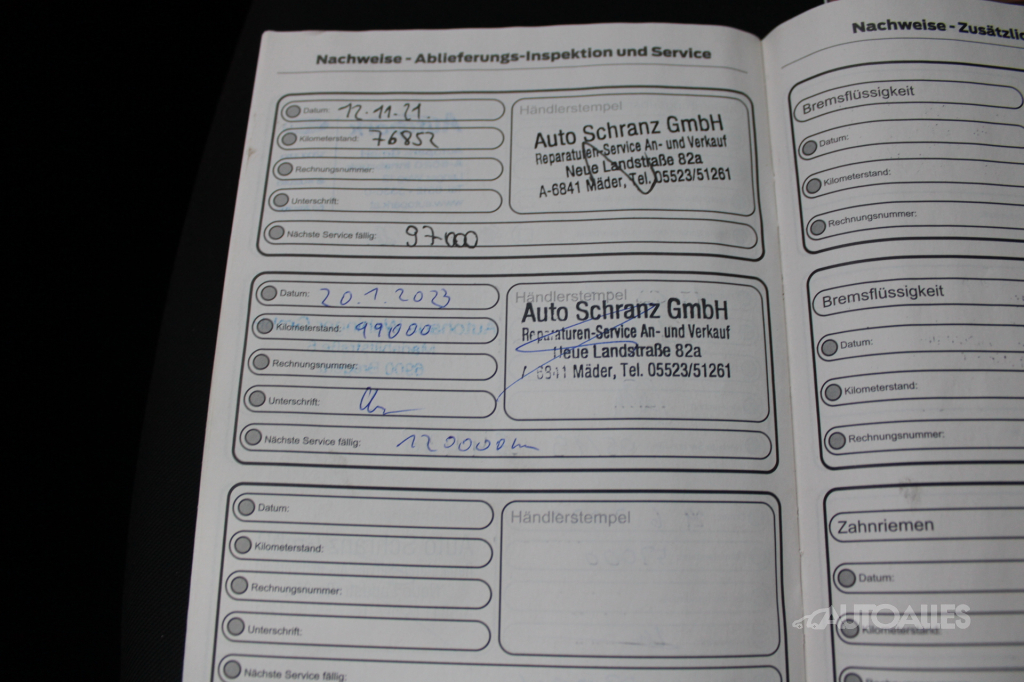 Nachweise - Ablieferungs-Inspektion und Service
Datum: 12.11.21.
Kilometerstand: 76852
Rechnungsnummer:
Unterschrift:
Nächste Service fällig: 97000
Händlerstempel
Auto Schranz GmbH
Reparaturen-Service An- und Verkauf
Neue Landstraße 82a
A-6841 Mäder, Tel. 05523/51261
Datum: 20.1.2023
Kilometerstand: 99000
Rechnungsnummer:
Unterschrift:
Nächste Service fällig: 120000km
Händlerstempel
Auto Schranz GmbH
Reparaturen-Service An- und Verkauf
Neue Landstraße 82a
A 6841 Mäder, Tel. 05523/51261
Datum:
Kilometerstand:
Rechnungsnummer:
Unterschrift:
Nächste Service fällig:
Händlerstempel
Nachweise - Zusätzlic
Bremsflüssigkeit
Datum:
Kilometerstand:
Rechnungsnummer:
Bremsflüssigkeit
Datum:
Kilometerstand:
Rechnungsnummer:
Zahnriemen
Datum:
Kilometerstand:
AUTOALLES